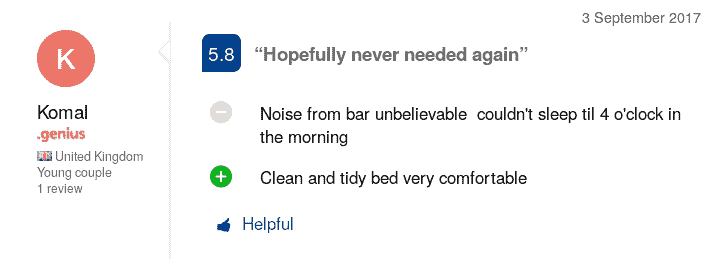 3 September 2017
K
Komal
.genius
United Kingdom
Young couple
1 review
5.8
“Hopefully never needed again”
Noise from bar unbelievable couldn't sleep til 4 o'clock in
the morning
Clean and tidy bed very comfortable
Helpful